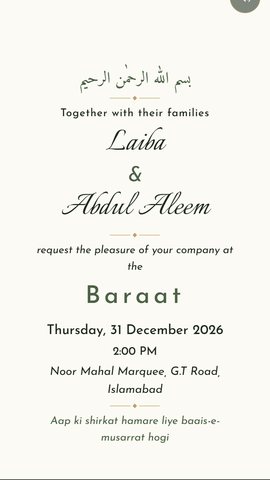 بسم الله الرحمٰن الرحيم
Together with their families
Laiba
&
Abdul Aleem
request the pleasure of your company at
the
Baraat
Thursday, 31 December 2026
2:00 PM
Noor Mahal Marquee, G.T Road,
Islamabad
Aap ki shirkat hamare liye baais-e-
musarrat hogi